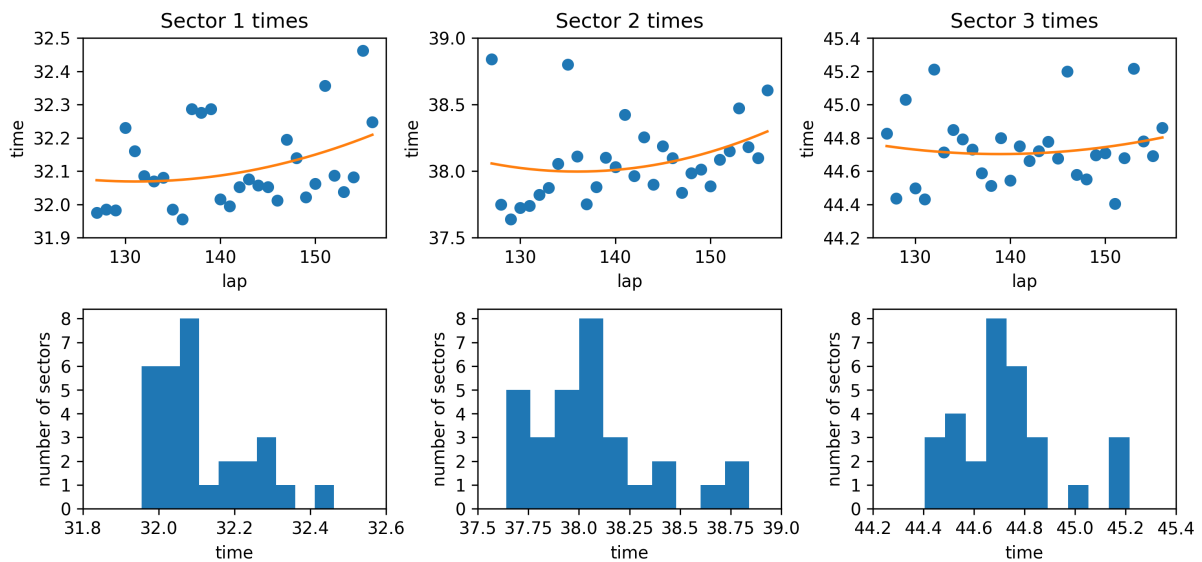 Sector 1 times
32.5
32.4
32.3
32.2
32.1
32.0
31.9
time
130 140 150
lap
Sector 2 times
39.0
38.5
38.0
37.5
time
130 140 150
lap
Sector 3 times
45.4
45.2
45.0
44.8
44.6
44.4
44.2
time
130 140 150
lap
8
7
6
5
4
3
2
1
0
number of sectors
31.8 32.0 32.2 32.4 32.6
time
8
7
6
5
4
3
2
1
0
number of sectors
37.5 37.75 38.0 38.25 38.5 38.75 39.0
time
8
7
6
5
4
3
2
1
0
number of sectors
44.2 44.4 44.6 44.8 45.0 45.2 45.4
time